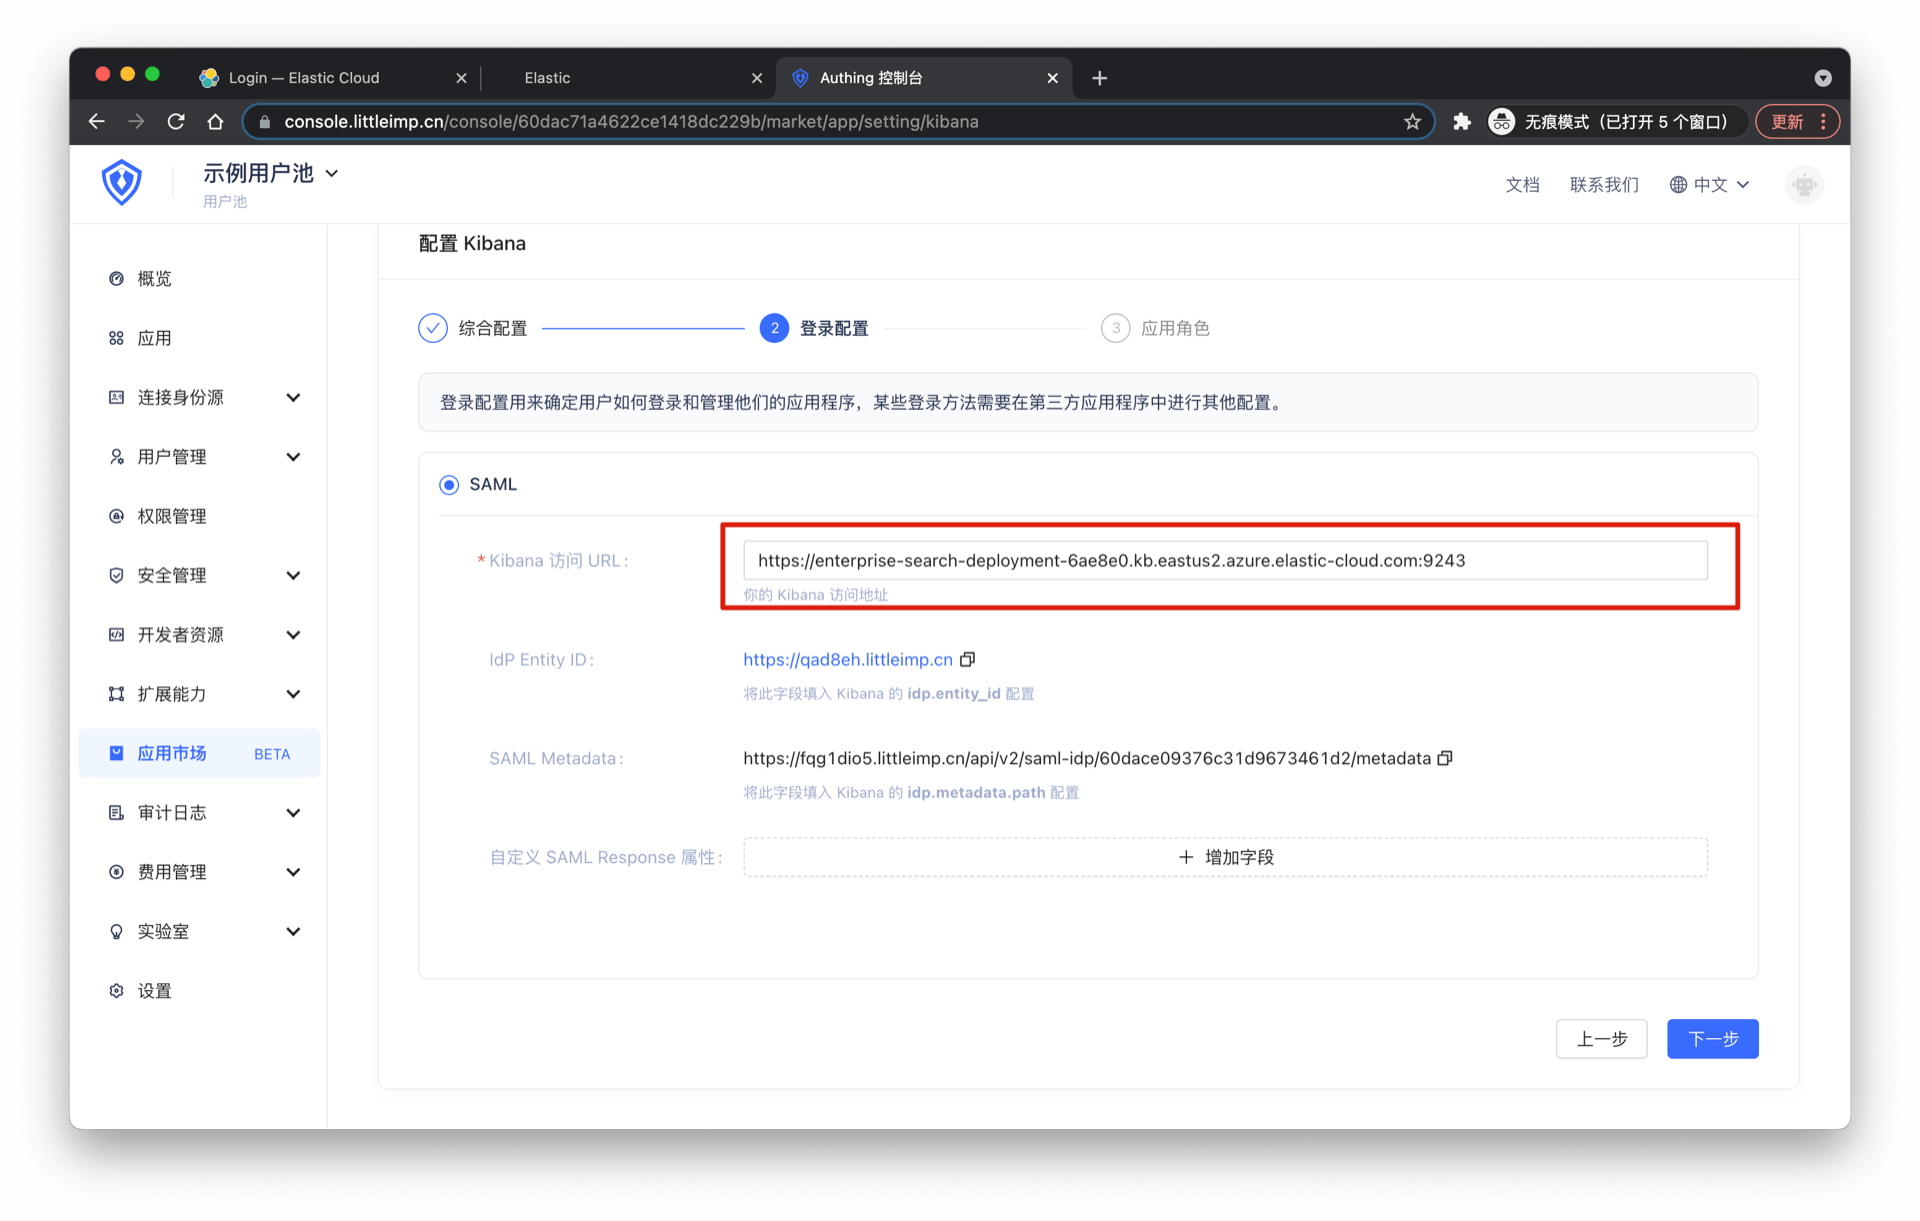 Login — Elastic Cloud
Elastic
Authing 控制台
console.littleimp.cn/console/60dac71a4622ce1418dc229b/market/app/setting/kibana
无痕模式（已打开 5 个窗口）
更新
示例用户池
用户池
文档
联系我们
中文
概览
应用
连接身份源
用户管理
权限管理
安全管理
开发者资源
扩展能力
应用市场 BETA
审计日志
费用管理
实验室
设置
配置 Kibana
综合配置
2 登录配置
3 应用角色
登录配置用来确定用户如何登录和管理他们的应用程序，某些登录方法需要在第三方应用程序中进行其他配置。
SAML
* Kibana 访问 URL：
https://enterprise-search-deployment-6ae8e0.kb.eastus2.azure.elastic-cloud.com:9243
你的 Kibana 访问地址
IdP Entity ID：
https://qad8eh.littleimp.cn
将此字段填入 Kibana 的 idp.entity_id 配置
SAML Metadata：
https://fqg1dio5.littleimp.cn/api/v2/saml-idp/60dace09376c31d9673461d2/metadata
将此字段填入 Kibana 的 idp.metadata.path 配置
自定义 SAML Response 属性：
+ 增加字段
上一步
下一步